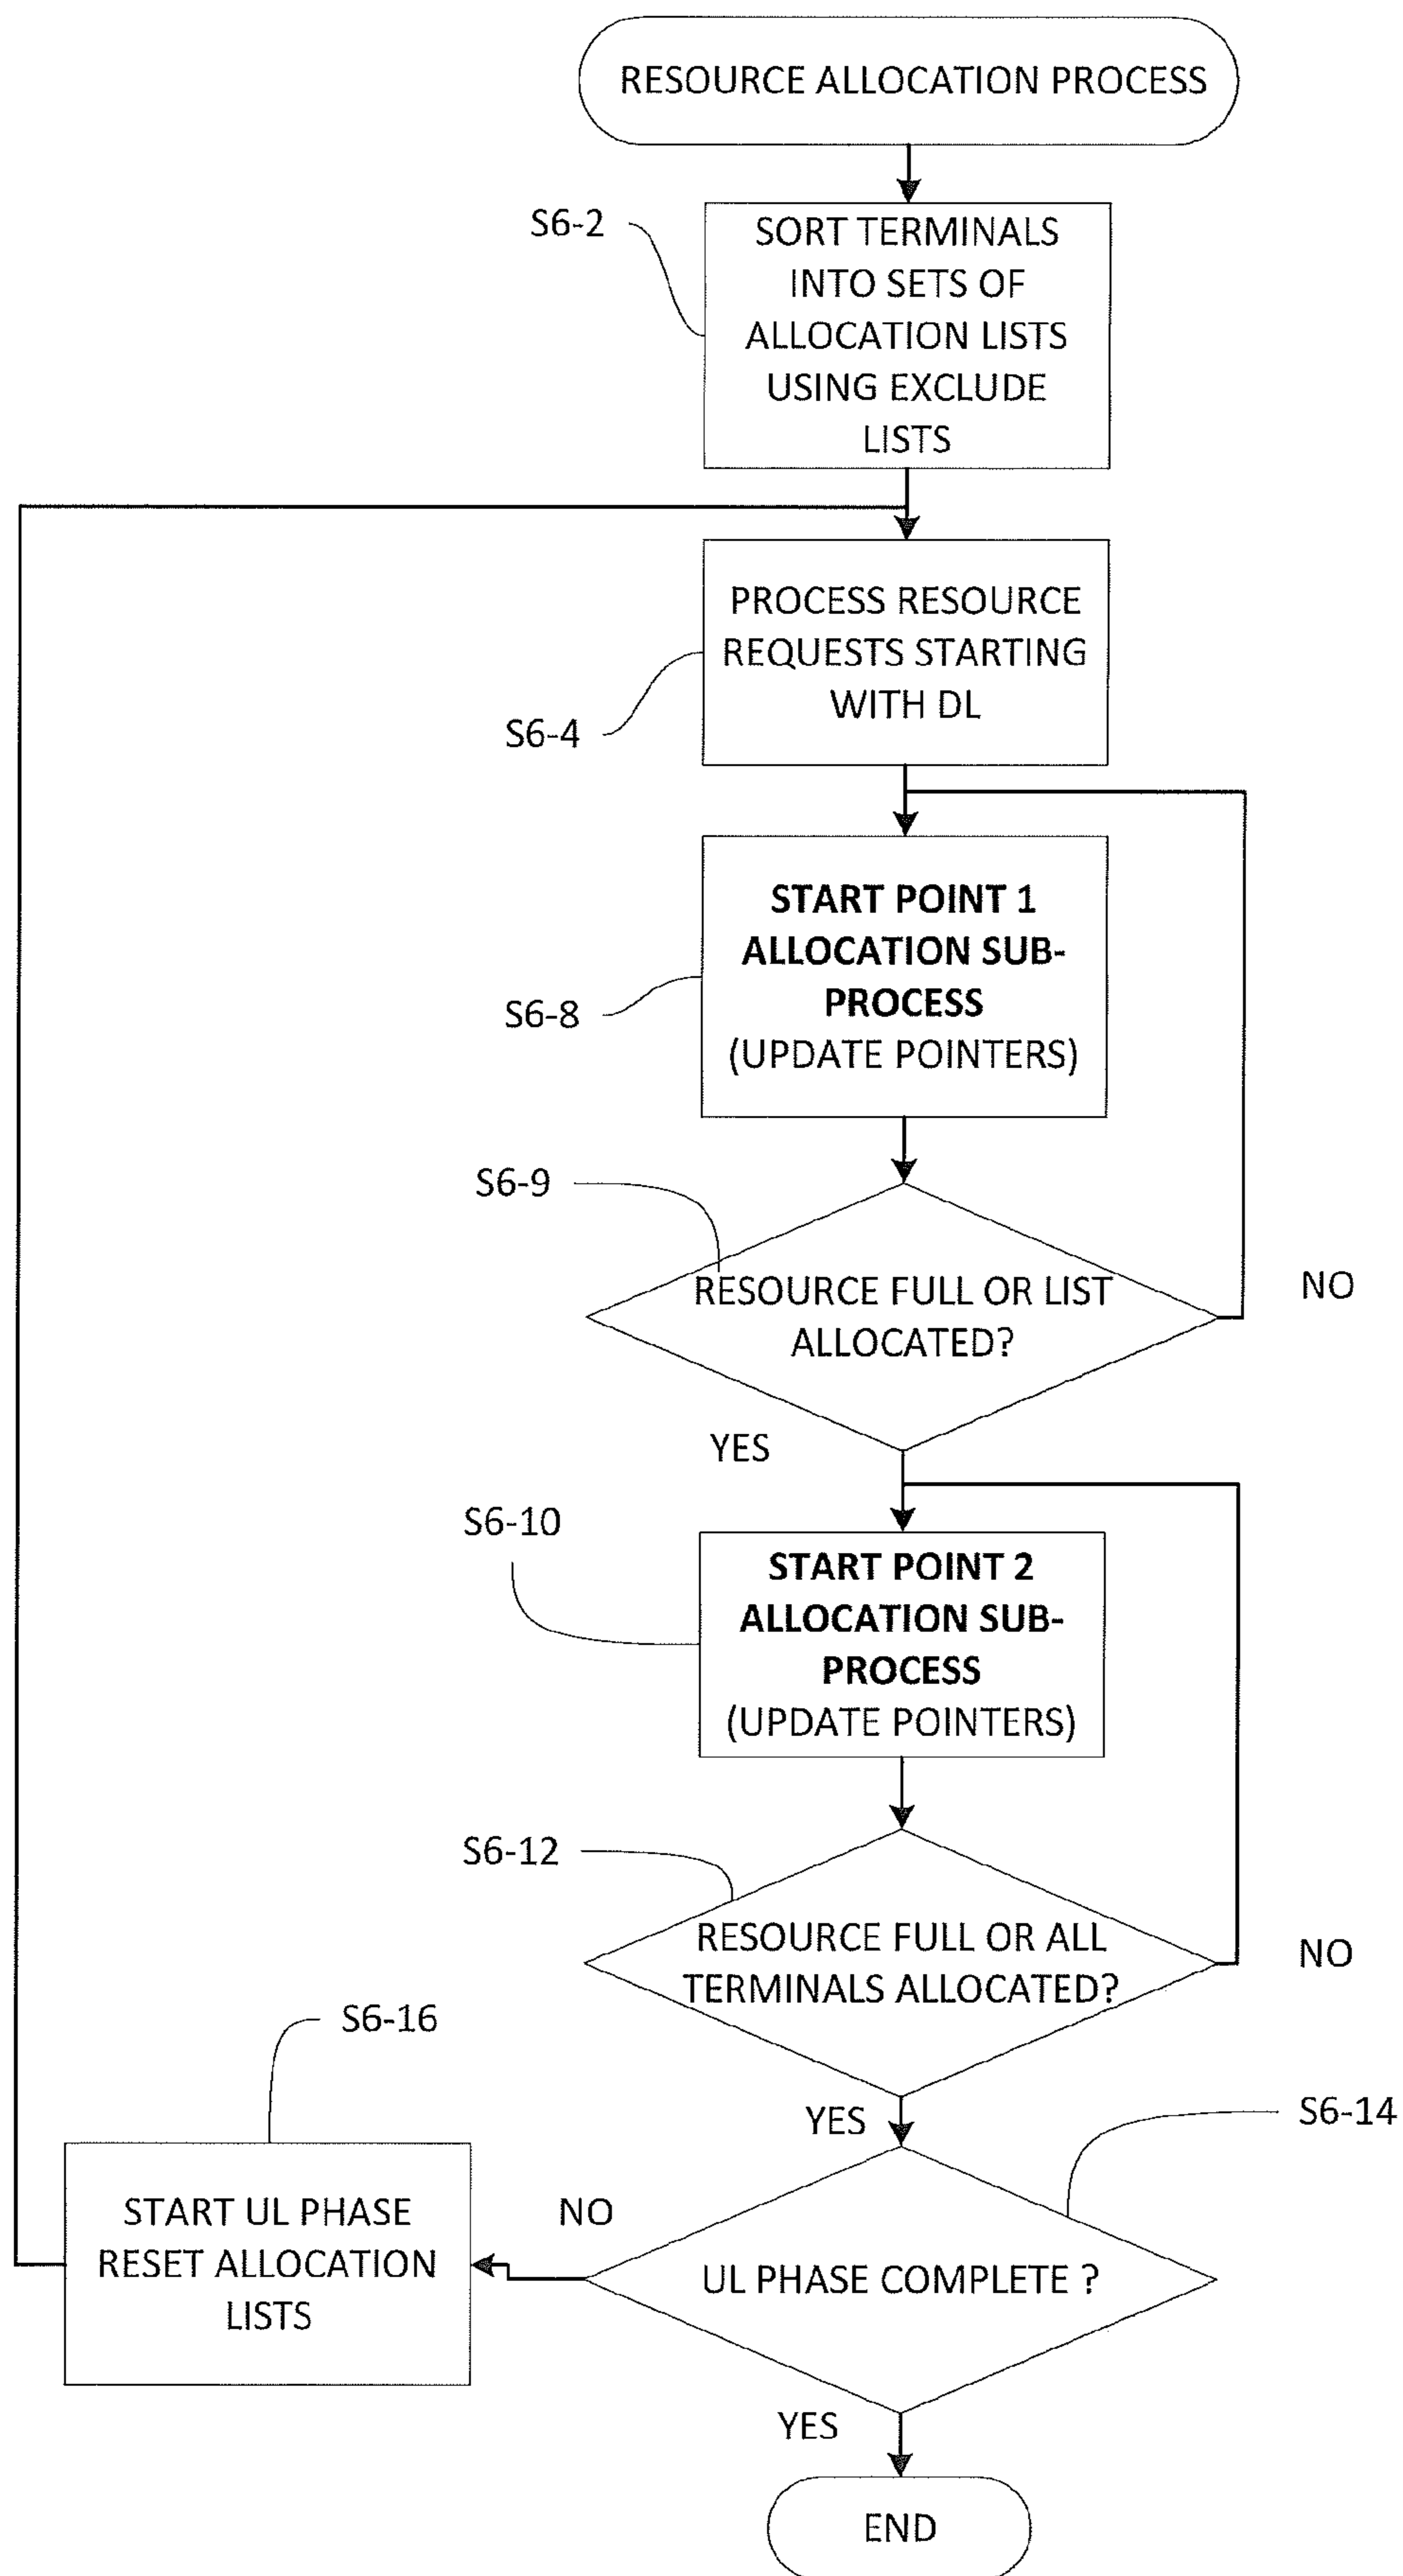 RESOURCE ALLOCATION PROCESS
S6-2
SORT TERMINALS
INTO SETS OF
ALLOCATION LISTS
USING EXCLUDE
LISTS
PROCESS RESOURCE
REQUESTS STARTING
WITH DL
S6-4
START POINT 1
ALLOCATION SUB-
PROCESS
(UPDATE POINTERS)
S6-8
S6-9
RESOURCE FULL OR LIST
ALLOCATED?
NO
YES
S6-10
START POINT 2
ALLOCATION SUB-
PROCESS
(UPDATE POINTERS)
S6-12
RESOURCE FULL OR ALL
TERMINALS ALLOCATED?
NO
S6-16
YES
S6-14
START UL PHASE
RESET ALLOCATION
LISTS
NO
UL PHASE COMPLETE ?
YES
END